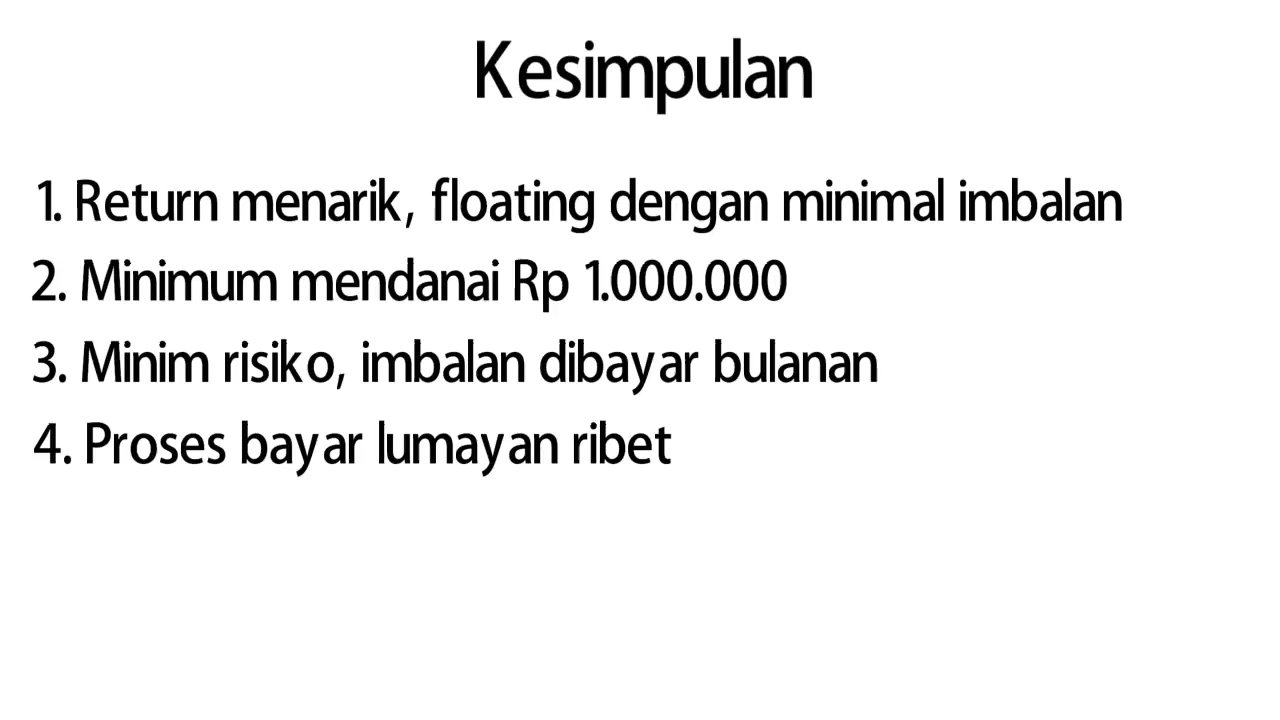 Kesimpulan
1. Return menarik, floating dengan minimal imbalan
2. Minimum mendanai Rp 1.000.000
3. Minim risiko, imbalan dibayar bulanan
4. Proses bayar lumayan ribet